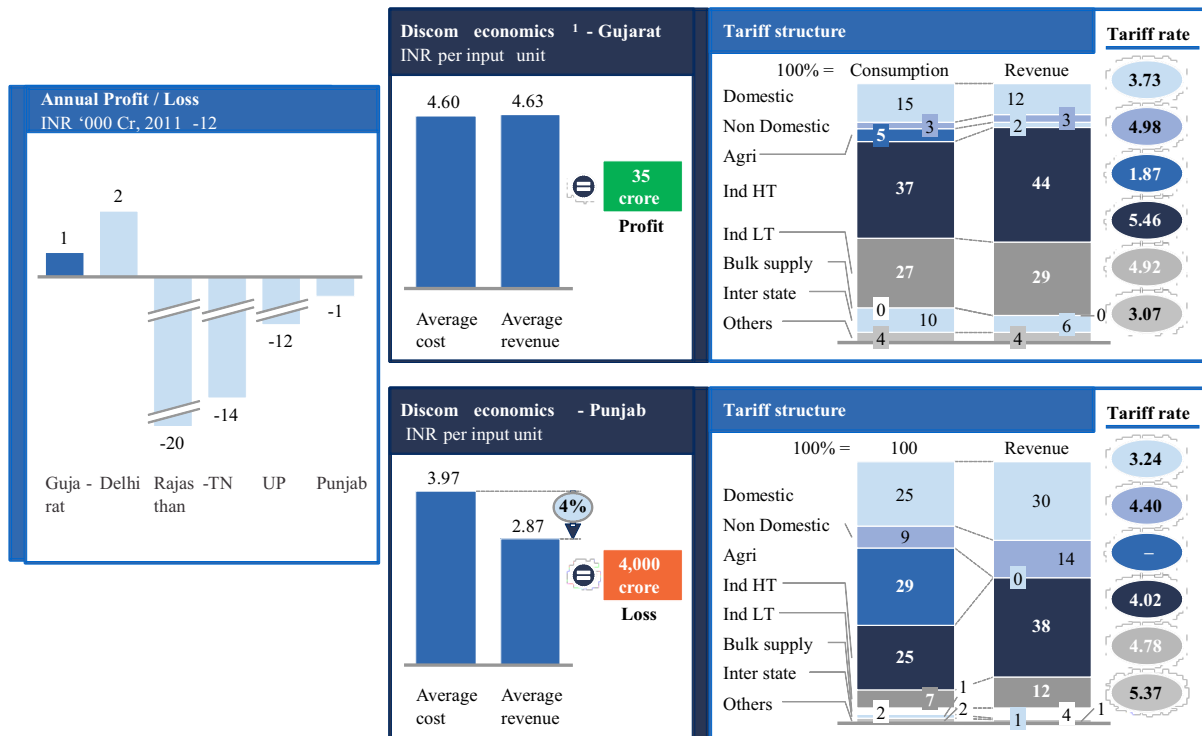 Annual Profit / Loss
INR ‘000 Cr, 2011 -12
1
2
-20
-14
-12
-1
Guja - Delhi Rajas -TN UP Punjab
rat than
Discom economics 1 - Gujarat
INR per input unit
4.60 4.63
35
crore
Profit
Average Average
cost revenue
Tariff structure
Tariff rate
100% = Consumption Revenue
Domestic
Non Domestic
Agri
Ind HT
Ind LT
Bulk supply
Inter state
Others
15 12
3 3
5 2
37 44
27 29
0 0
10 6
4 4
3.73
4.98
1.87
5.46
4.92
3.07
Discom economics - Punjab
INR per input unit
3.97
4%
2.87
4,000
crore
Loss
Average Average
cost revenue
Tariff structure
Tariff rate
100% = 100 Revenue
Domestic
Non Domestic
Agri
Ind HT
Ind LT
Bulk supply
Inter state
Others
25 30
9 14
29 0
25 38
7 1 12
2 2 1 4 1
3.24
4.40
–
4.02
4.78
5.37